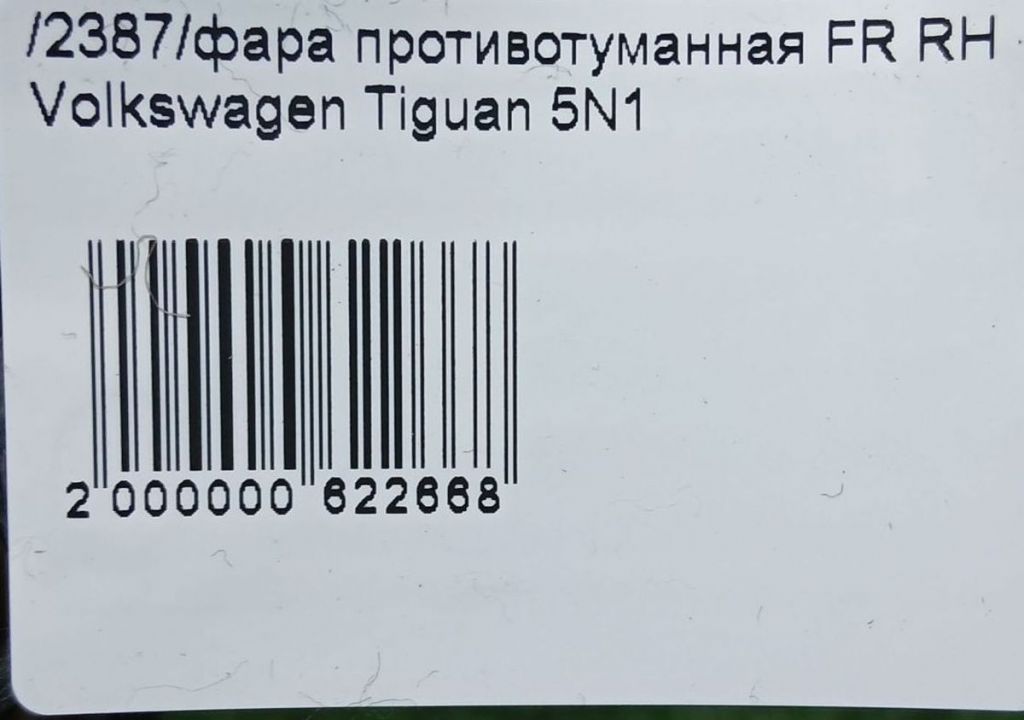 /2387/фара противотуманная FR RH
Volkswagen Tiguan 5N1
2 000000 622668